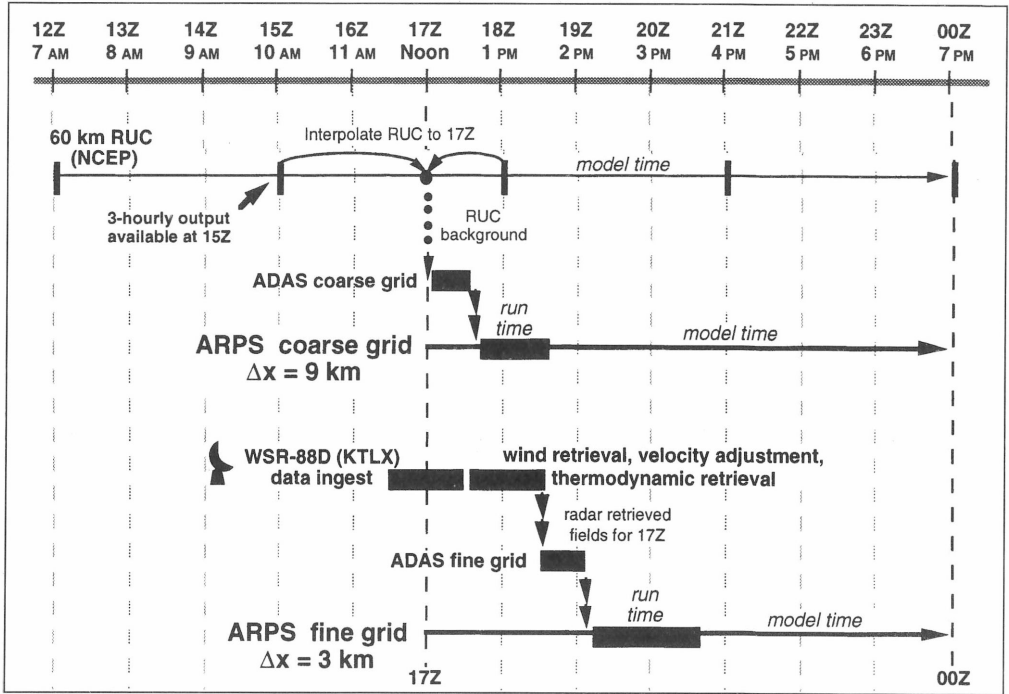 12Z 13Z 14Z 15Z 16Z 17Z 18Z 19Z 20Z 21Z 22Z 23Z 00Z
7 AM 8 AM 9 AM 10 AM 11 AM Noon 1 PM 2 PM 3 PM 4 PM 5 PM 6 PM 7 PM
60 km RUC
(NCEP)
Interpolate RUC to 17Z
model time
3-hourly output
available at 15Z
RUC
background
ADAS coarse grid
run
time
ARPS coarse grid
Δx = 9 km
model time
WSR-88D (KTLX)
data ingest
wind retrieval, velocity adjustment,
thermodynamic retrieval
radar retrieved
fields for 17Z
ADAS fine grid
run
time
ARPS fine grid
Δx = 3 km
model time
17Z 00Z